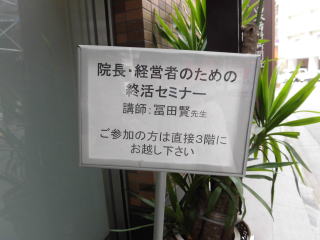 院長・経営者のための
終活セミナー
講師：冨田賢先生
ご参加の方は直接3階に
お越し下さい